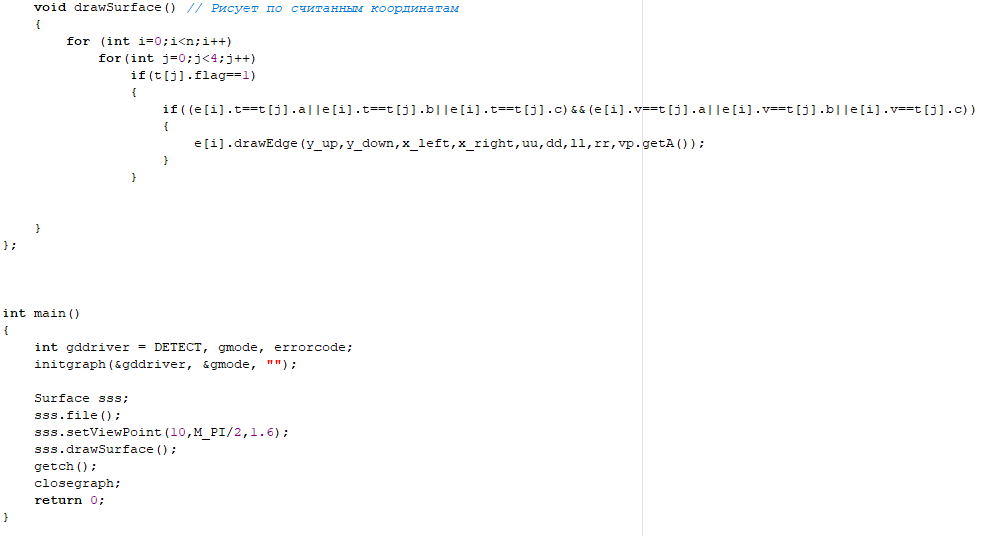 void drawSurface() // Рисует по считанным координатам
{
for (int i=0;i<n;i++)
for(int j=0;j<4;j++)
if(t[j].flag==1)
{
if((e[i].t==t[j].a||e[i].t==t[j].b||e[i].t==t[j].c)&&(e[i].v==t[j].a||e[i].v==t[j].b||e[i].v==t[j].c))
{
e[i].drawEdge(y_up,y_down,x_left,x_right,uu,dd,ll,rr,vp.getA());
}
}
}
};
int main()
{
int gddriver = DETECT, gmode, errorcode;
initgraph(&gddriver, &gmode, "");
Surface sss;
sss.file();
sss.setViewPoint(10,M_PI/2,1.6);
sss.drawSurface();
getch();
closegraph;
return 0;
}